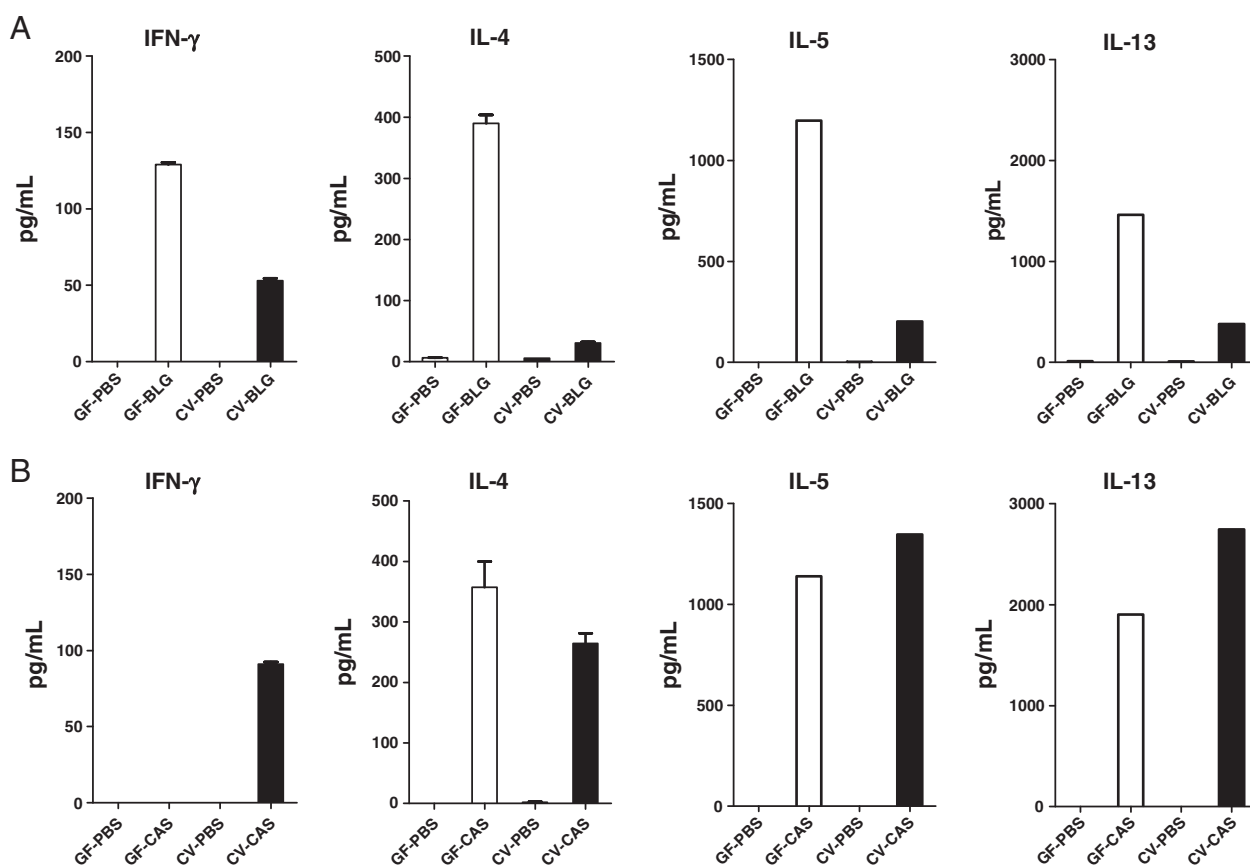 A
IFN-γ
IL-4
IL-5
IL-13
200
150
100
50
0
pg/mL
GF-PBS
GF-BLG
CV-PBS
CV-BLG
500
400
300
200
100
0
pg/mL
GF-PBS
GF-BLG
CV-PBS
CV-BLG
1500
1000
500
0
pg/mL
GF-PBS
GF-BLG
CV-PBS
CV-BLG
3000
2000
1000
0
pg/mL
GF-PBS
GF-BLG
CV-PBS
CV-BLG
B
IFN-γ
IL-4
IL-5
IL-13
200
150
100
50
0
pg/mL
GF-PBS
GF-CAS
CV-PBS
CV-CAS
500
400
300
200
100
0
pg/mL
GF-PBS
GF-CAS
CV-PBS
CV-CAS
1500
1000
500
0
pg/mL
GF-PBS
GF-CAS
CV-PBS
CV-CAS
3000
2000
1000
0
pg/mL
GF-PBS
GF-CAS
CV-PBS
CV-CAS